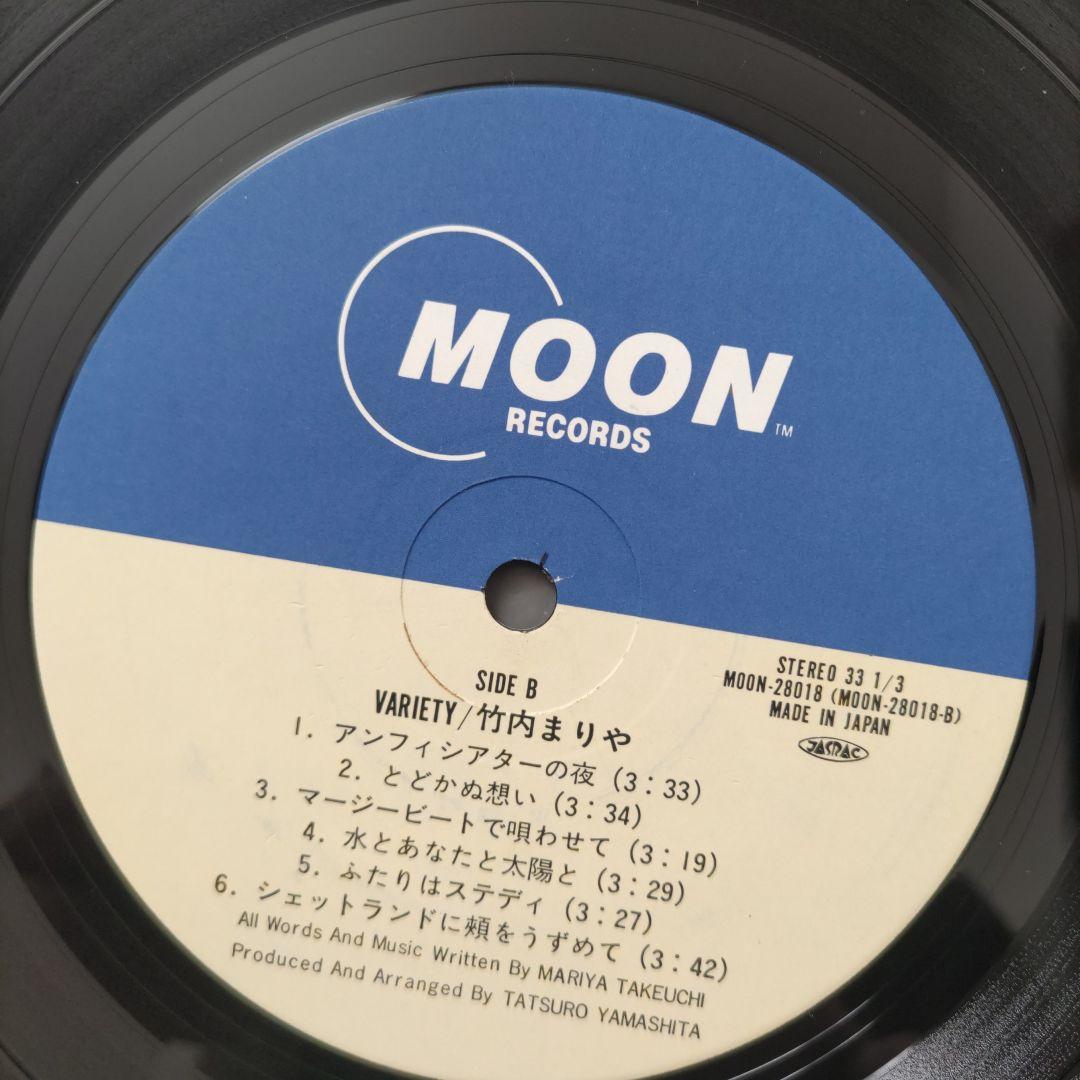 MOON
RECORDS
TM
STEREO 33 1/3
MOON-28018 (MOON-28018-B)
MADE IN JAPAN
JASRAC
SIDE B
VARIETY/竹内まりや
1. アンフィシアターの夜 (3:33)
2. とどかぬ想い (3:34)
3. マージービートで唄わせて (3:19)
4. 水とあなたと太陽と (3:29)
5. ふたりはステディ (3:27)
6. シェットランドに頰をうずめて (3:42)
All Words And Music Written By MARIYA TAKEUCHI
Produced And Arranged By TATSURO YAMASHITA